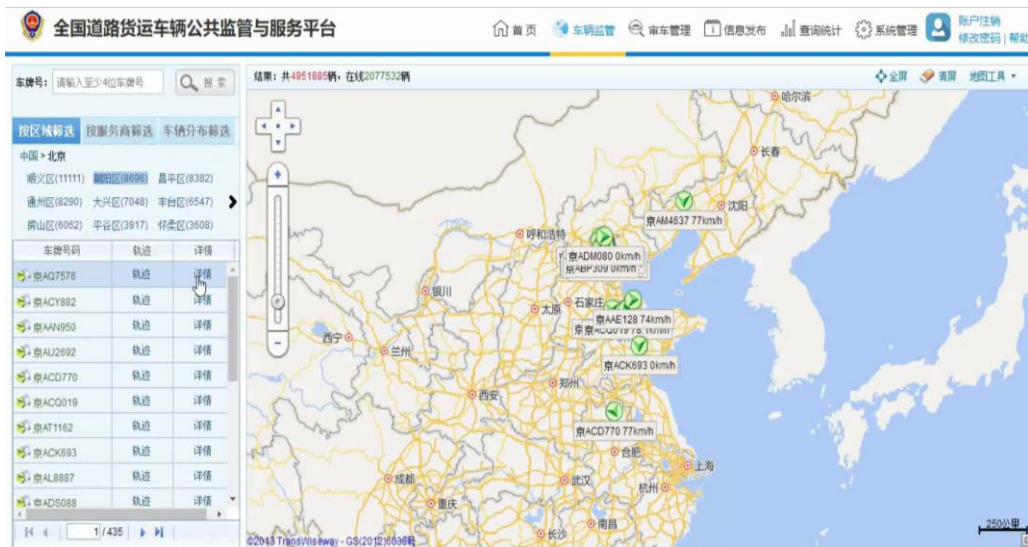 全国道路货运车辆公共监管与服务平台
首页 车辆监管 审车管理 信息发布 查询统计 系统管理
账户注销
修改密码 | 帮助
车牌号: 请输入至少4位车牌号 搜索
结果: 共4951885辆, 在线2077532辆
全屏 清屏 地图工具
按区域筛选 按服务商筛选 车辆分布筛选
中国 > 北京
顺义区(11111) 朝阳区(8696) 昌平区(8382)
通州区(8290) 大兴区(7048) 丰台区(6547)
房山区(6062) 平谷区(3917) 怀柔区(3608)
车牌号码 轨迹 详情
京AQ7576 轨迹 详情
京ACY882 轨迹 详情
京AAN950 轨迹 详情
京AU2692 轨迹 详情
京ACD770 轨迹 详情
京ACQ019 轨迹 详情
京AT1162 轨迹 详情
京ACK693 轨迹 详情
京AL8887 轨迹 详情
京ADS088 轨迹 详情
1 / 435
哈尔滨
长春
沈阳
京AM4637 77km/h
呼和浩特
京ADM080 0km/h
京ABP309 0km/h
银川
石家庄
太原
京AAE128 74km/h
西宁
兰州
京ACK693 0km/h
郑州
西安
京ACD770 77km/h
合肥
上海
成都
武汉
杭州
重庆
南昌
长沙
250公里
©2013 TransWiseway - GS(2012)6036号